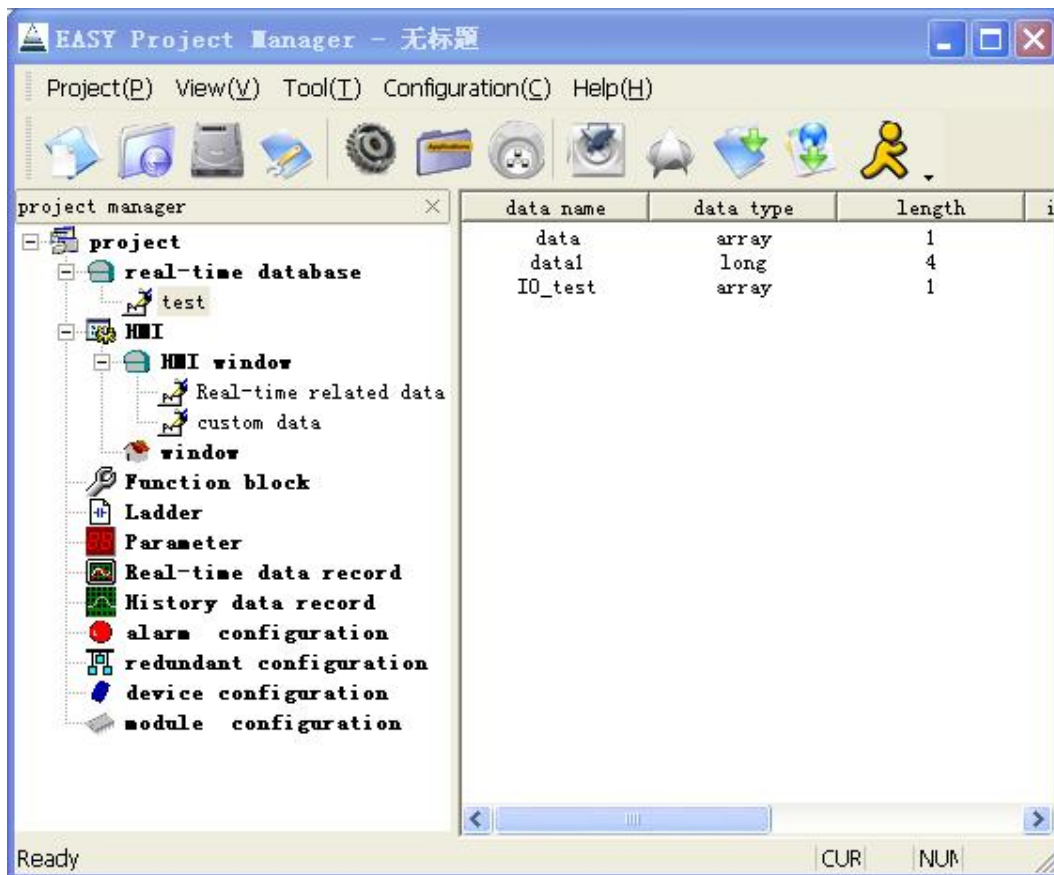 EASY Project Manager - 无标题
Project(P) View(V) Tool(T) Configuration(C) Help(H)
Applications
project manager
data name data type length i
project
data array 1
real-time database
data1 long 4
test
IO_test array 1
HMI
HMI window
Real-time related data
custom data
window
Function block
Ladder
Parameter
Real-time data record
History data record
alarm configuration
redundant configuration
device configuration
module configuration
Ready CUR NUM